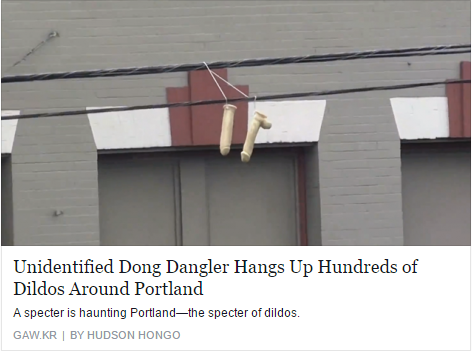 Unidentified Dong Dangler Hangs Up Hundreds of
Dildos Around Portland
A specter is haunting Portland—the specter of dildos.
GAW.KR | BY HUDSON HONGO